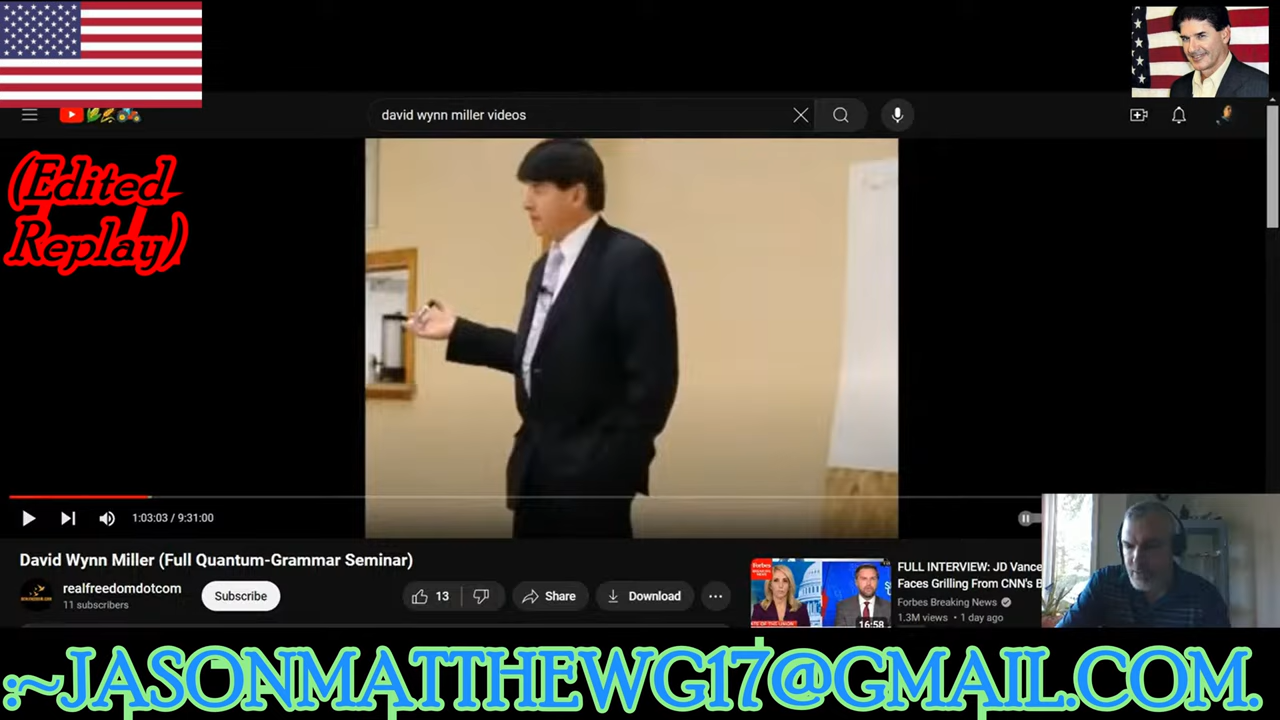 david wynn miller videos
(Edited
Replay)
1:03:03 / 9:31:00
David Wynn Miller (Full Quantum-Grammar Seminar)
realfreedomdotcom
11 subscribers
Subscribe
13
Share
Download
16:58
FULL INTERVIEW: JD Vance
Faces Grilling From CNN's
Forbes Breaking News
1.3M views • 1 day ago
:~JASONMATTHEWG17@GMAIL.COM.